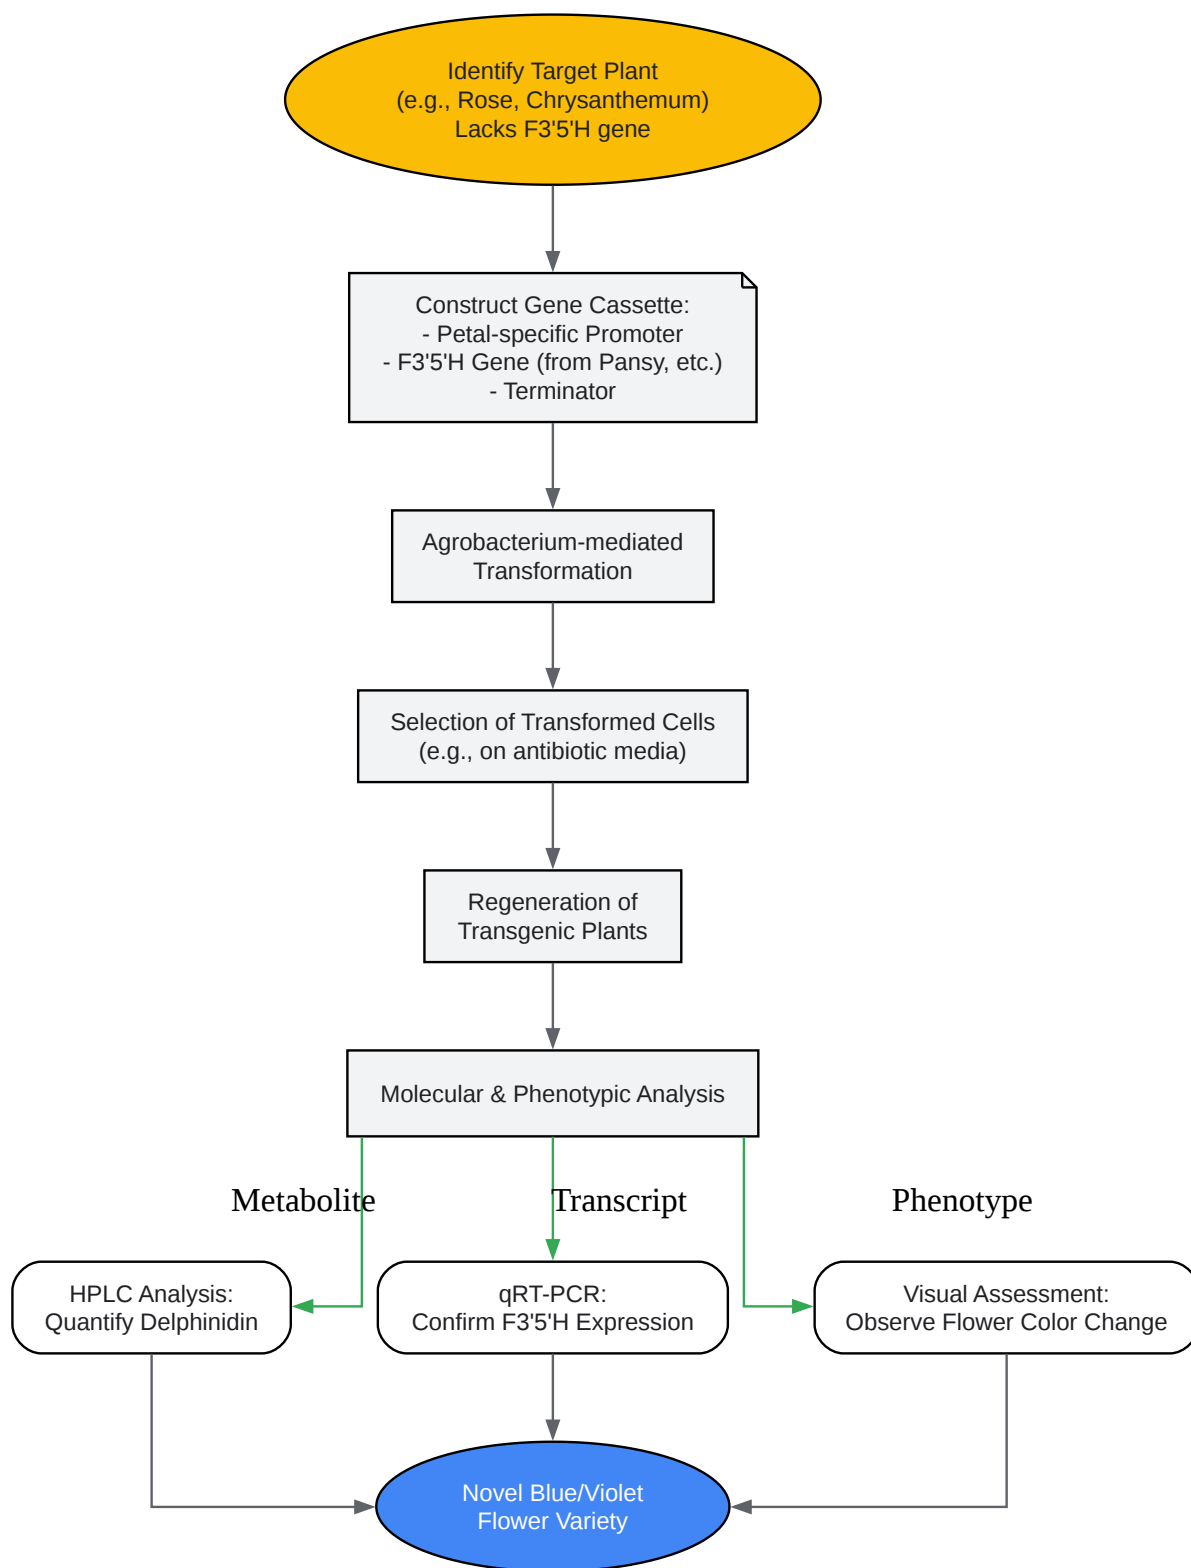 Identify Target Plant
(e.g., Rose, Chrysanthemum)
Lacks F3'5'H gene
Construct Gene Cassette:
- Petal-specific Promoter
- F3'5'H Gene (from Pansy, etc.)
- Terminator
Agrobacterium-mediated
Transformation
Selection of Transformed Cells
(e.g., on antibiotic media)
Regeneration of
Transgenic Plants
Molecular & Phenotypic Analysis
Metabolite
Transcript
Phenotype
HPLC Analysis:
Quantify Delphinidin
qRT-PCR:
Confirm F3'5'H Expression
Visual Assessment:
Observe Flower Color Change
Novel Blue/Violet
Flower Variety